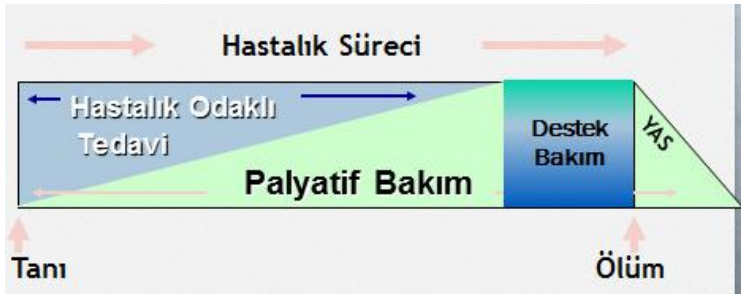 Hastalık Süreci
Hastalık Odaklı
Tedavi
Palyatif Bakım
Destek
Bakım
YAS
Tanı
Ölüm